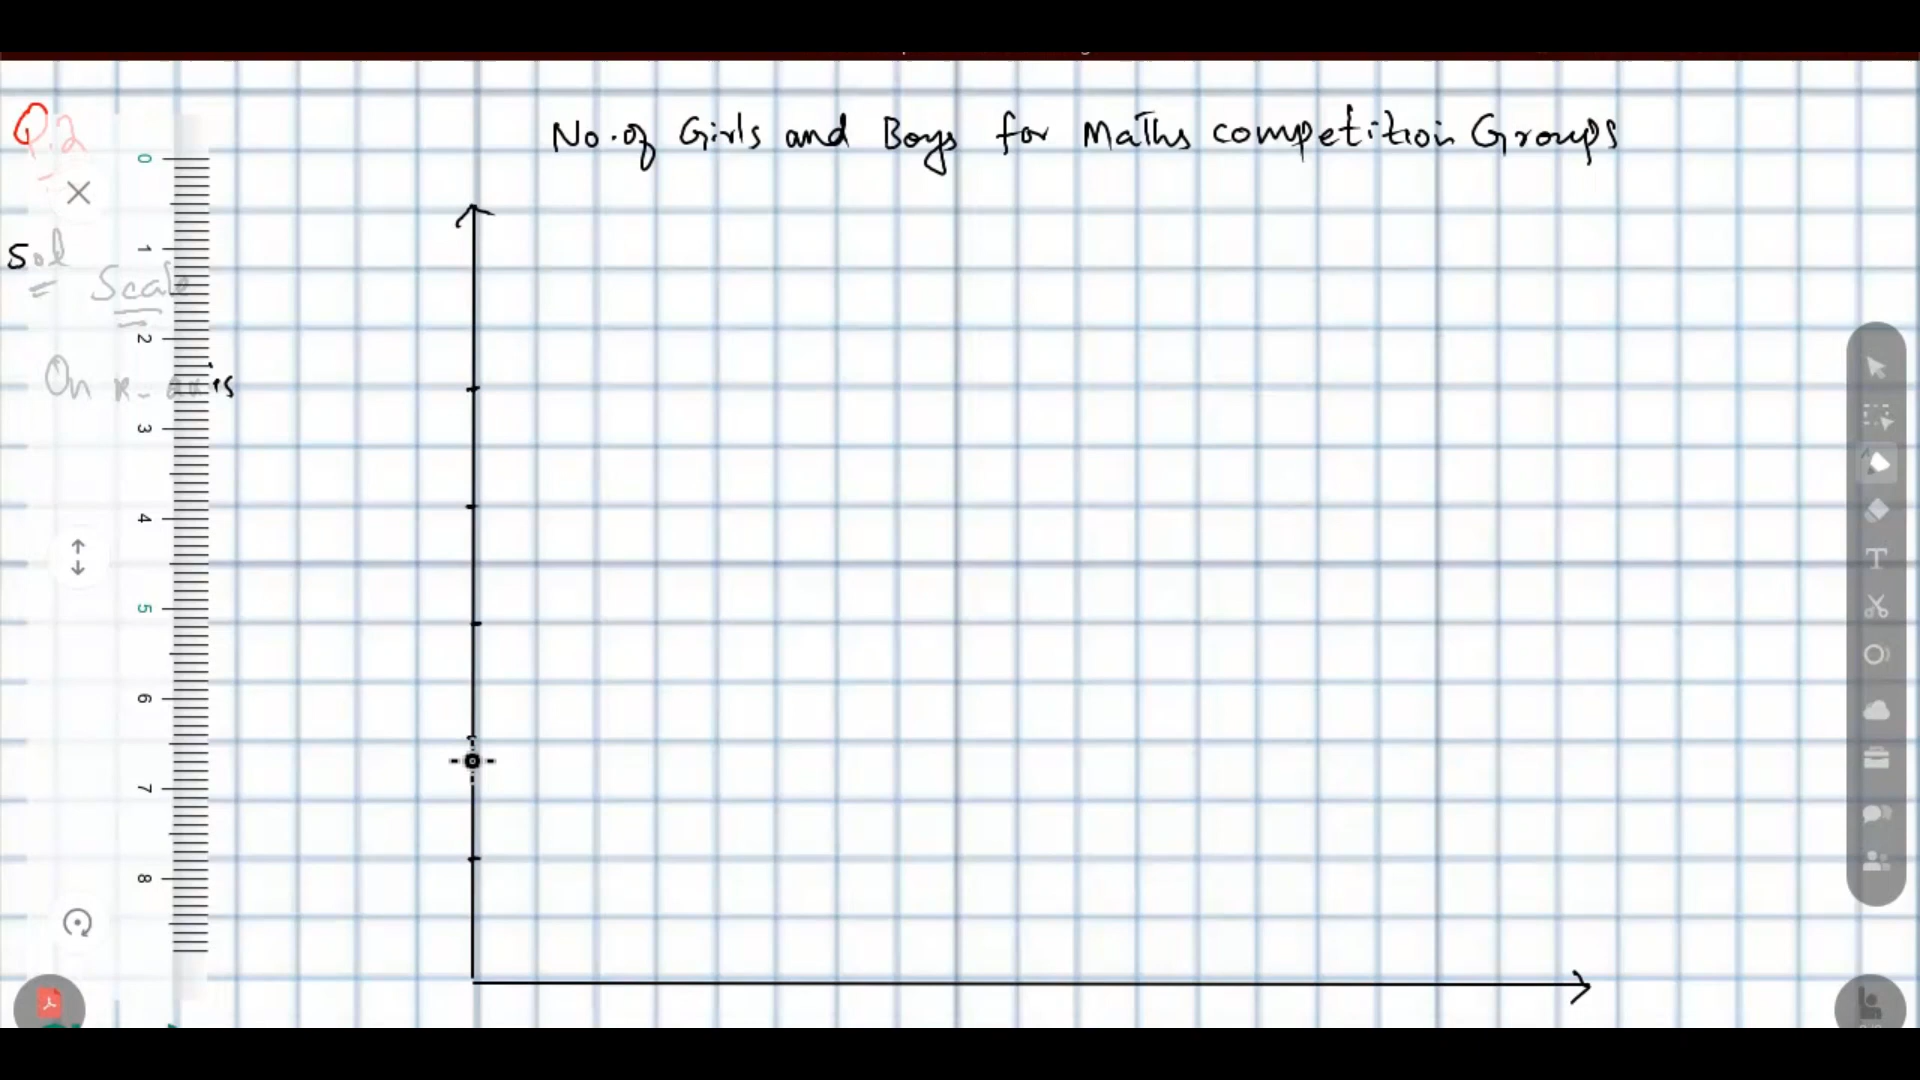 No. of Girls and Boys for Maths competition Groups
Q.2
0
1
Sol
Scale
2
On x-axis
3
4
5
6
7
8
T